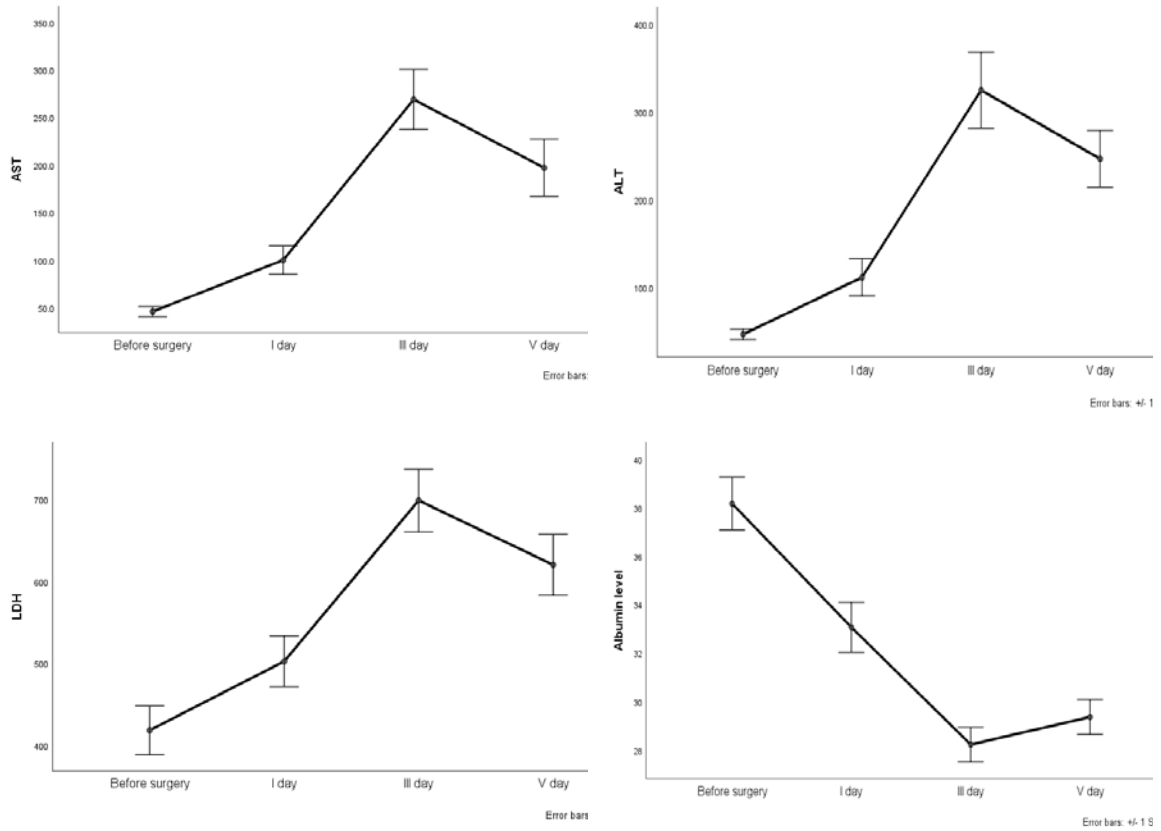 350.0
300.0
250.0
200.0
150.0
100.0
50.0
AST
Before surgery I day III day V day
Error bars:
400.0
300.0
200.0
100.0
ALT
Before surgery I day III day V day
Error bars: +/- 1
700
600
500
400
LDH
Before surgery I day III day V day
Error bars
40
38
36
34
32
30
28
Albumin level
Before surgery I day III day V day
Error bars: +/- 1 S